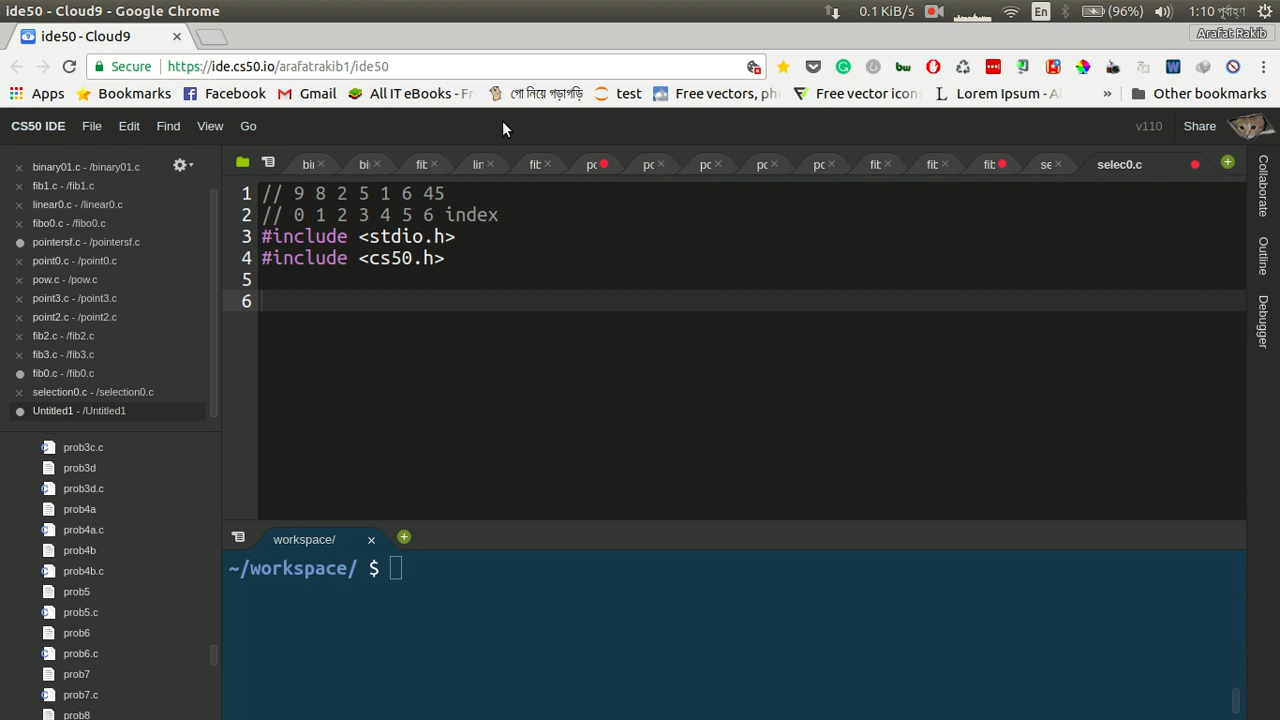 ide50 - Cloud9 - Google Chrome
0.1 KiB/s
En
(96%)
1:10 পূর্বাহ্ণ
ide50 - Cloud9
Arafat Rakib
Secure
https://ide.cs50.io/arafatrakib1/ide50
Apps
Bookmarks
Facebook
Gmail
All IT eBooks - F
গো নিয়ে গড়াগড়ি
test
Free vectors, ph
Free vector icon
Lorem Ipsum - Al
»
Other bookmarks
CS50 IDE File Edit Find View Go
v110
Share
binary01.c - /binary01.c
fib1.c - /fib1.c
linear0.c - /linear0.c
fibo0.c - /fibo0.c
pointersf.c - /pointersf.c
point0.c - /point0.c
pow.c - /pow.c
point3.c - /point3.c
point2.c - /point2.c
fib2.c - /fib2.c
fib3.c - /fib3.c
fib0.c - /fib0.c
selection0.c - /selection0.c
Untitled1 - /Untitled1
prob3c.c
prob3d
prob3d.c
prob4a
prob4a.c
prob4b
prob4b.c
prob5
prob5.c
prob6
prob6.c
prob7
prob7.c
prob8
selec0.c
1 // 9 8 2 5 1 6 45
2 // 0 1 2 3 4 5 6 index
3 #include <stdio.h>
4 #include <cs50.h>
5
6
workspace/
~/workspace/ $
Collaborate
Outline
Debugger